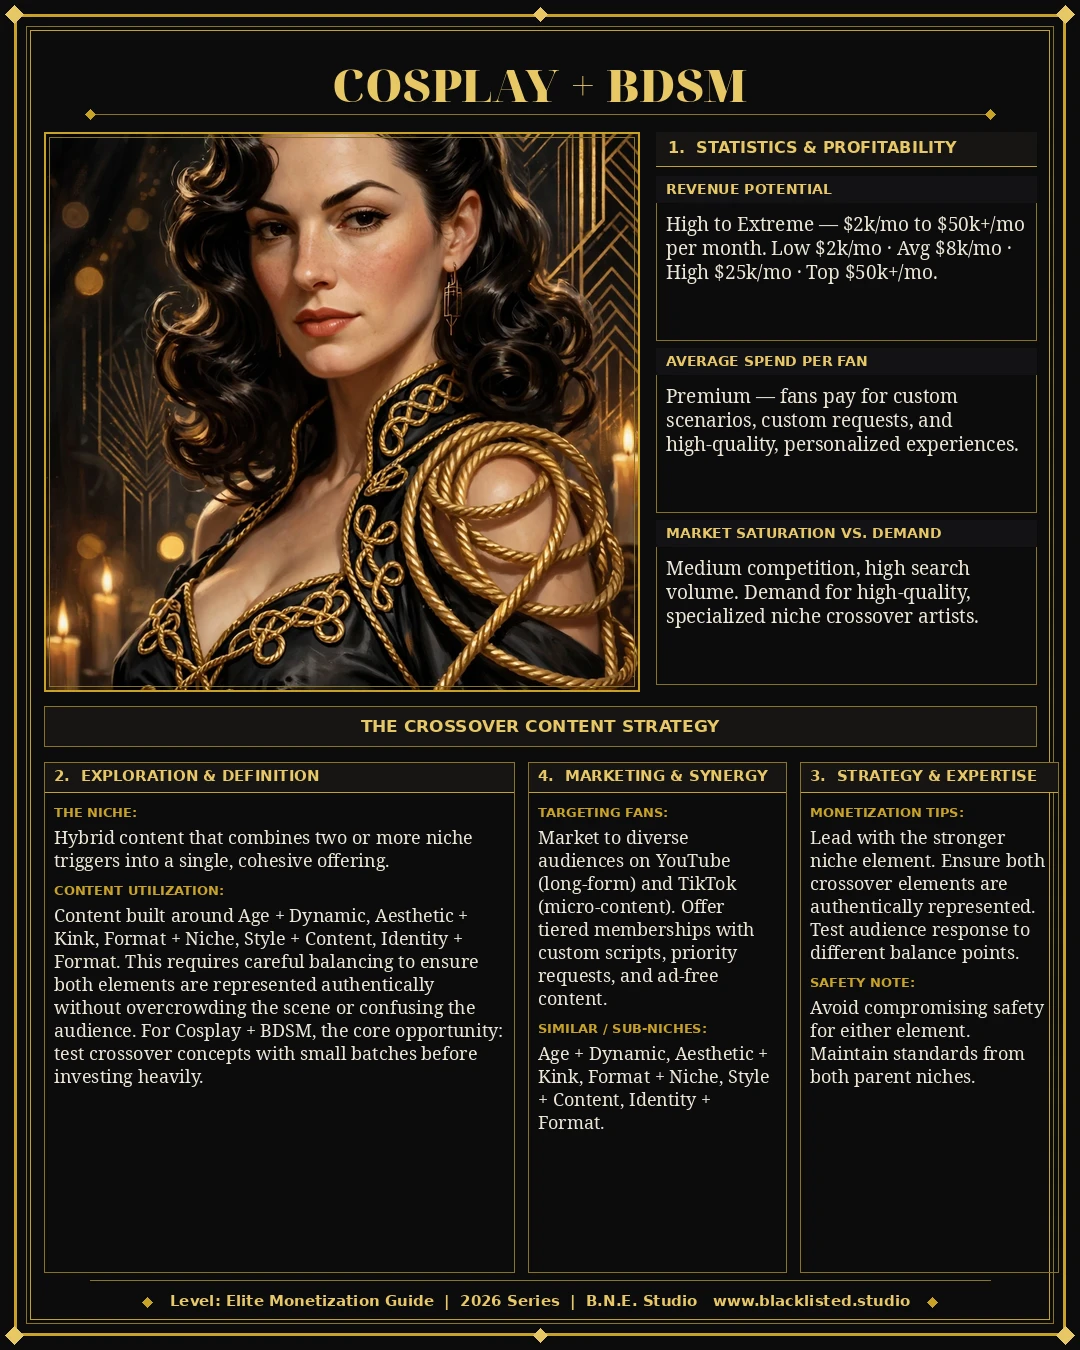 COSPLAY + BDSM
1. STATISTICS & PROFITABILITY
REVENUE POTENTIAL
High to Extreme — $2k/mo to $50k+/mo
per month. Low $2k/mo · Avg $8k/mo ·
High $25k/mo · Top $50k+/mo.
AVERAGE SPEND PER FAN
Premium — fans pay for custom
scenarios, custom requests, and
high-quality, personalized experiences.
MARKET SATURATION VS. DEMAND
Medium competition, high search
volume. Demand for high-quality,
specialized niche crossover artists.
THE CROSSOVER CONTENT STRATEGY
2. EXPLORATION & DEFINITION
THE NICHE:
Hybrid content that combines two or more niche
triggers into a single, cohesive offering.
CONTENT UTILIZATION:
Content built around Age + Dynamic, Aesthetic +
Kink, Format + Niche, Style + Content, Identity +
Format. This requires careful balancing to ensure
both elements are represented authentically
without overcrowding the scene or confusing the
audience. For Cosplay + BDSM, the core opportunity:
test crossover concepts with small batches before
investing heavily.
4. MARKETING & SYNERGY
TARGETING FANS:
Market to diverse
audiences on YouTube
(long-form) and TikTok
(micro-content). Offer
tiered memberships with
custom scripts, priority
requests, and ad-free
content.
SIMILAR / SUB-NICHES:
Age + Dynamic, Aesthetic +
Kink, Format + Niche, Style
+ Content, Identity +
Format.
3. STRATEGY & EXPERTISE
MONETIZATION TIPS:
Lead with the stronger
niche element. Ensure both
crossover elements are
authentically represented.
Test audience response to
different balance points.
SAFETY NOTE:
Avoid compromising safety
for either element.
Maintain standards from
both parent niches.
Level: Elite Monetization Guide | 2026 Series | B.N.E. Studio www.blacklisted.studio